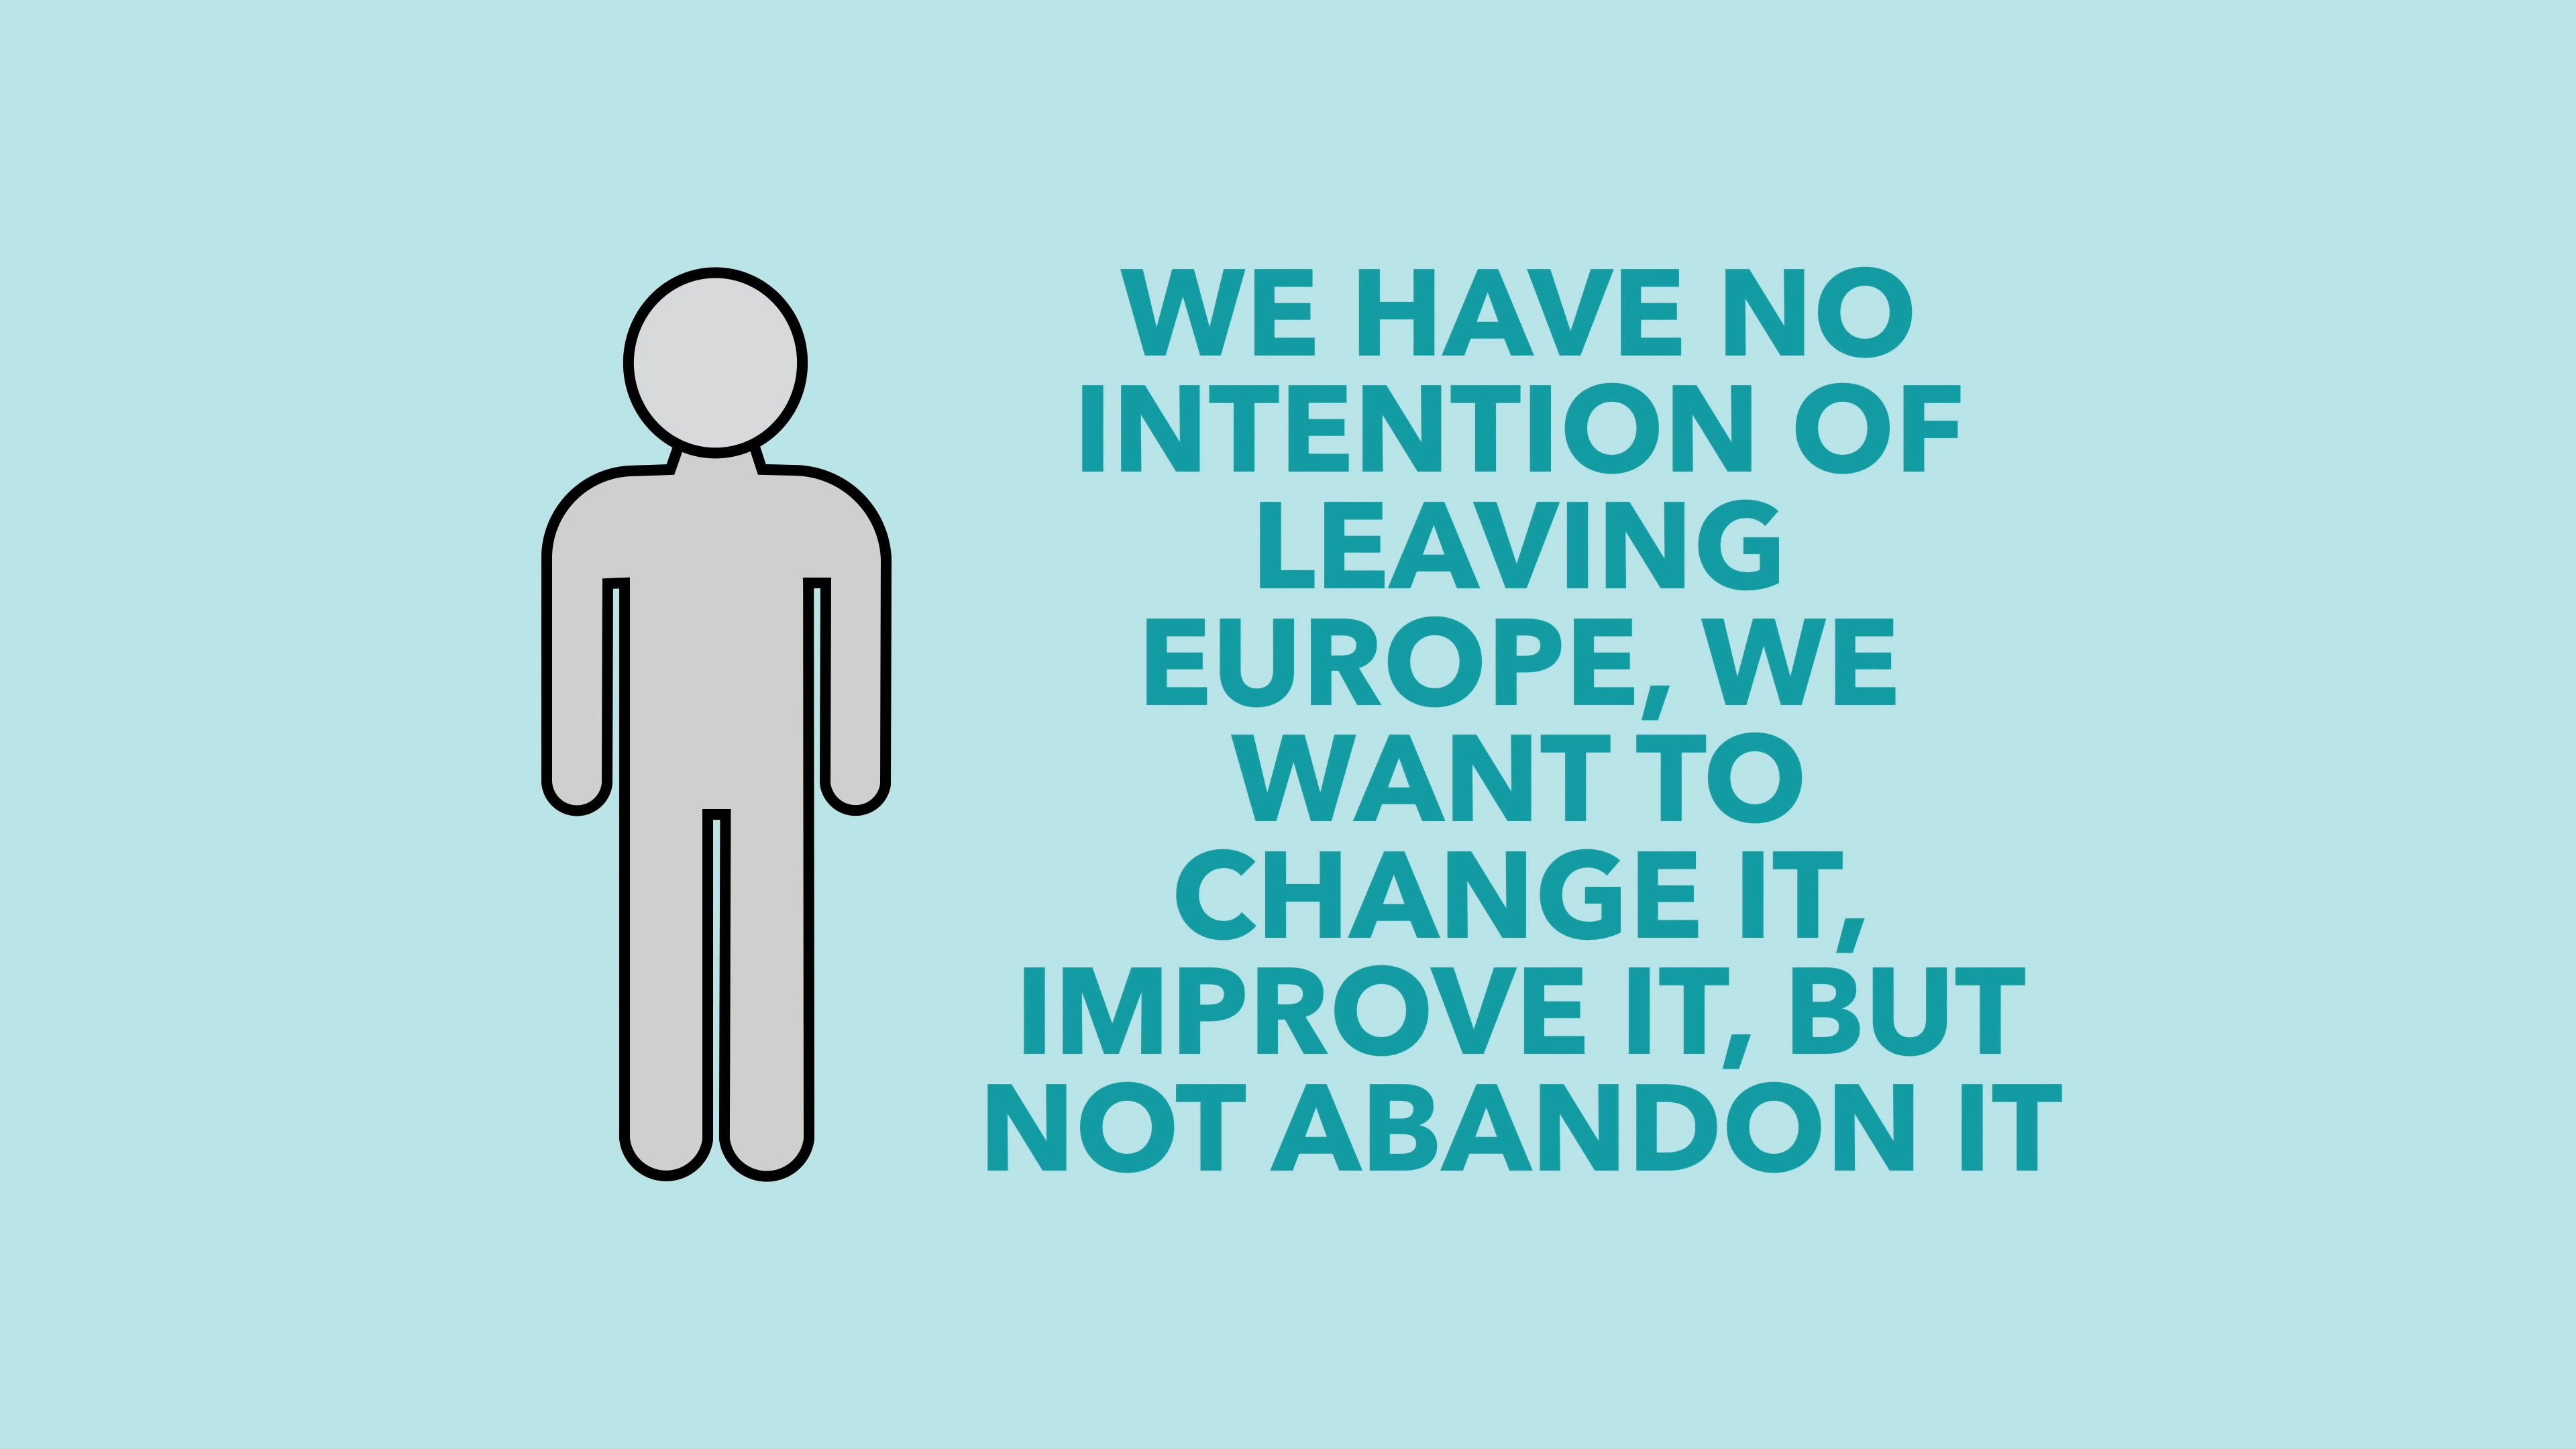 WE HAVE NO
INTENTION OF
LEAVING
EUROPE, WE
WANT TO
CHANGE IT,
IMPROVE IT, BUT
NOT ABANDON IT